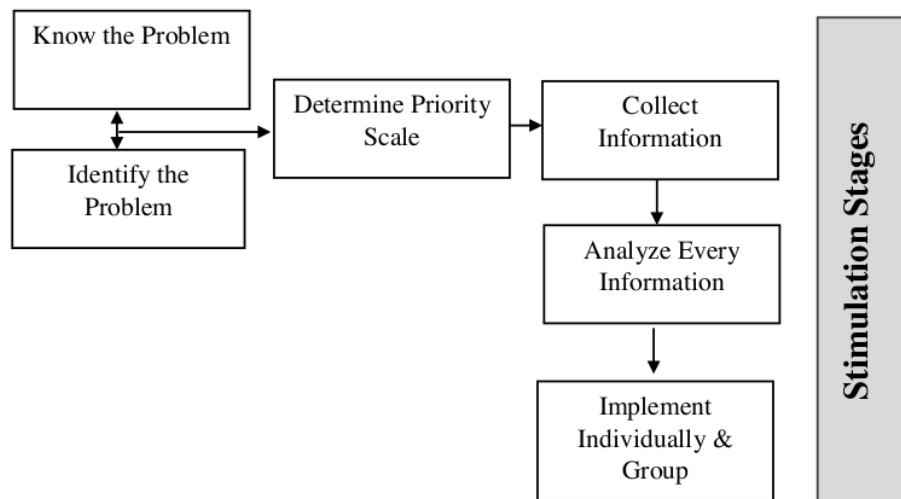 Know the Problem
Identify the
Problem
Determine Priority
Scale
Collect
Information
Analyze Every
Information
Implement
Individually &
Group
Stimulation Stages